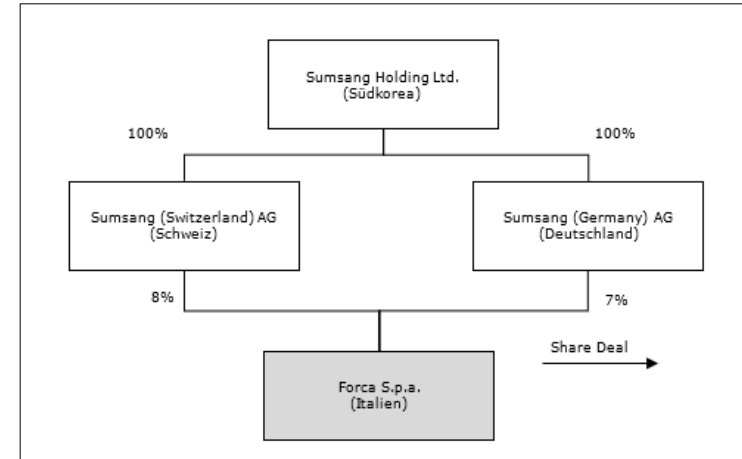 Sumsang Holding Ltd.
(Südkorea)
100%
100%
Sumsang (Switzerland) AG
(Schweiz)
Sumsang (Germany) AG
(Deutschland)
8%
7%
Share Deal
Forca S.p.a.
(Italien)